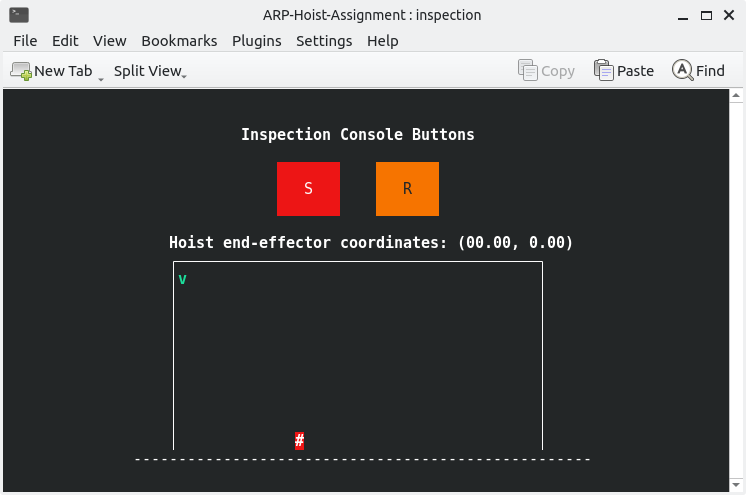 ARP-Hoist-Assignment : inspection
File Edit View Bookmarks Plugins Settings Help
New Tab Split View Copy Paste Find
Inspection Console Buttons
S R
Hoist end-effector coordinates: (00.00, 0.00)
v
#
---------------------------------------------------